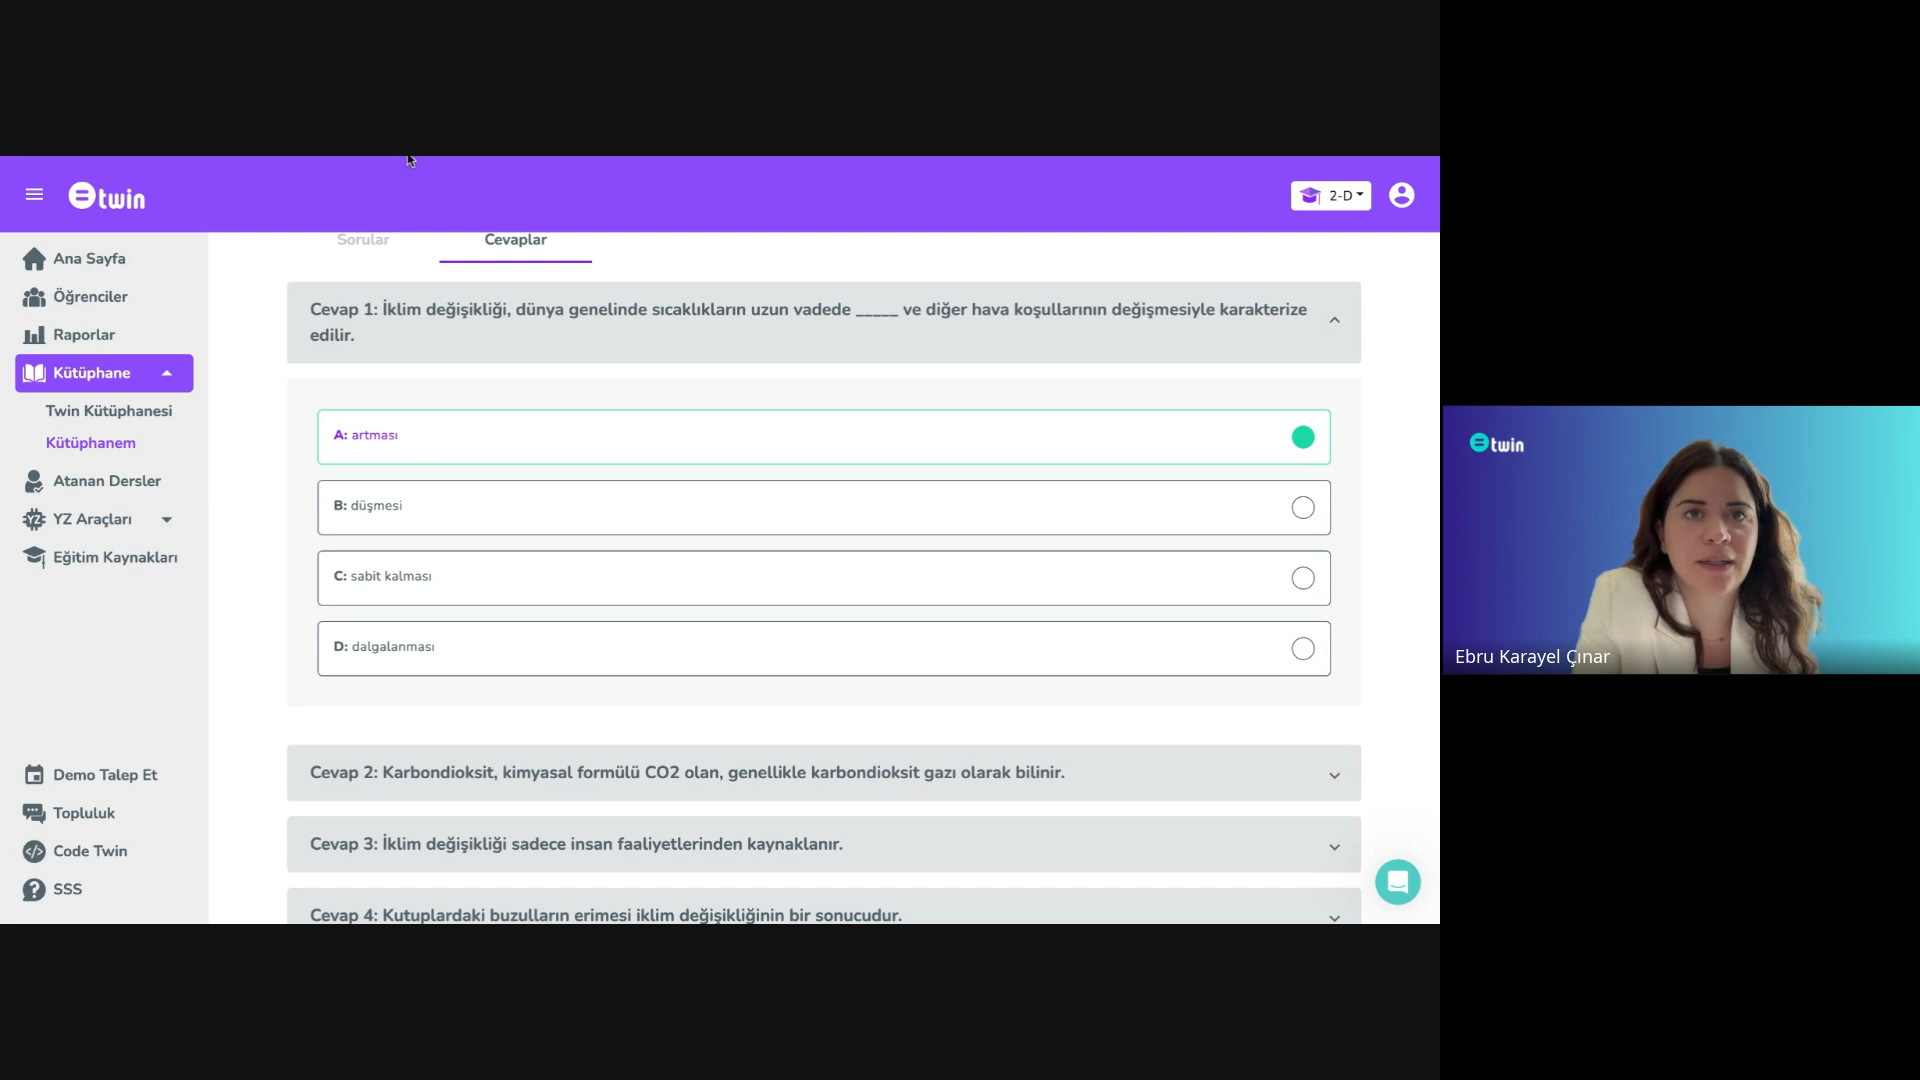 twin
2-D
Ana Sayfa
Öğrenciler
Raporlar
Kütüphane
Twin Kütüphanesi
Kütüphanem
Atanan Dersler
YZ Araçları
Eğitim Kaynakları
Demo Talep Et
Topluluk
Code Twin
SSS
Sorular
Cevaplar
Cevap 1: İklim değişikliği, dünya genelinde sıcaklıkların uzun vadede _____ ve diğer hava koşullarının değişmesiyle karakterize
edilir.
A: artması
B: düşmesi
C: sabit kalması
D: dalgalanması
Cevap 2: Karbondioksit, kimyasal formülü CO2 olan, genellikle karbondioksit gazı olarak bilinir.
Cevap 3: İklim değişikliği sadece insan faaliyetlerinden kaynaklanır.
Cevap 4: Kutuplardaki buzulların erimesi iklim değişikliğinin bir sonucudur.
twin
Ebru Karayel Çınar